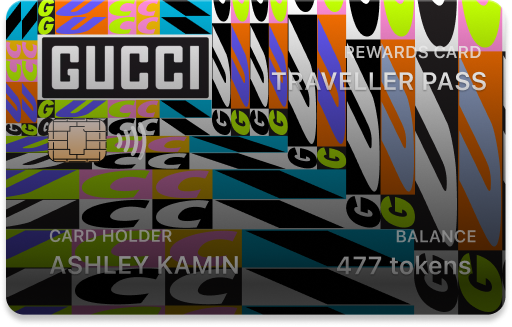 GUCCI
REWARDS CARD
TRAVELLER PASS
CARD HOLDER
BALANCE
ASHLEY KAMIN
477 tokens